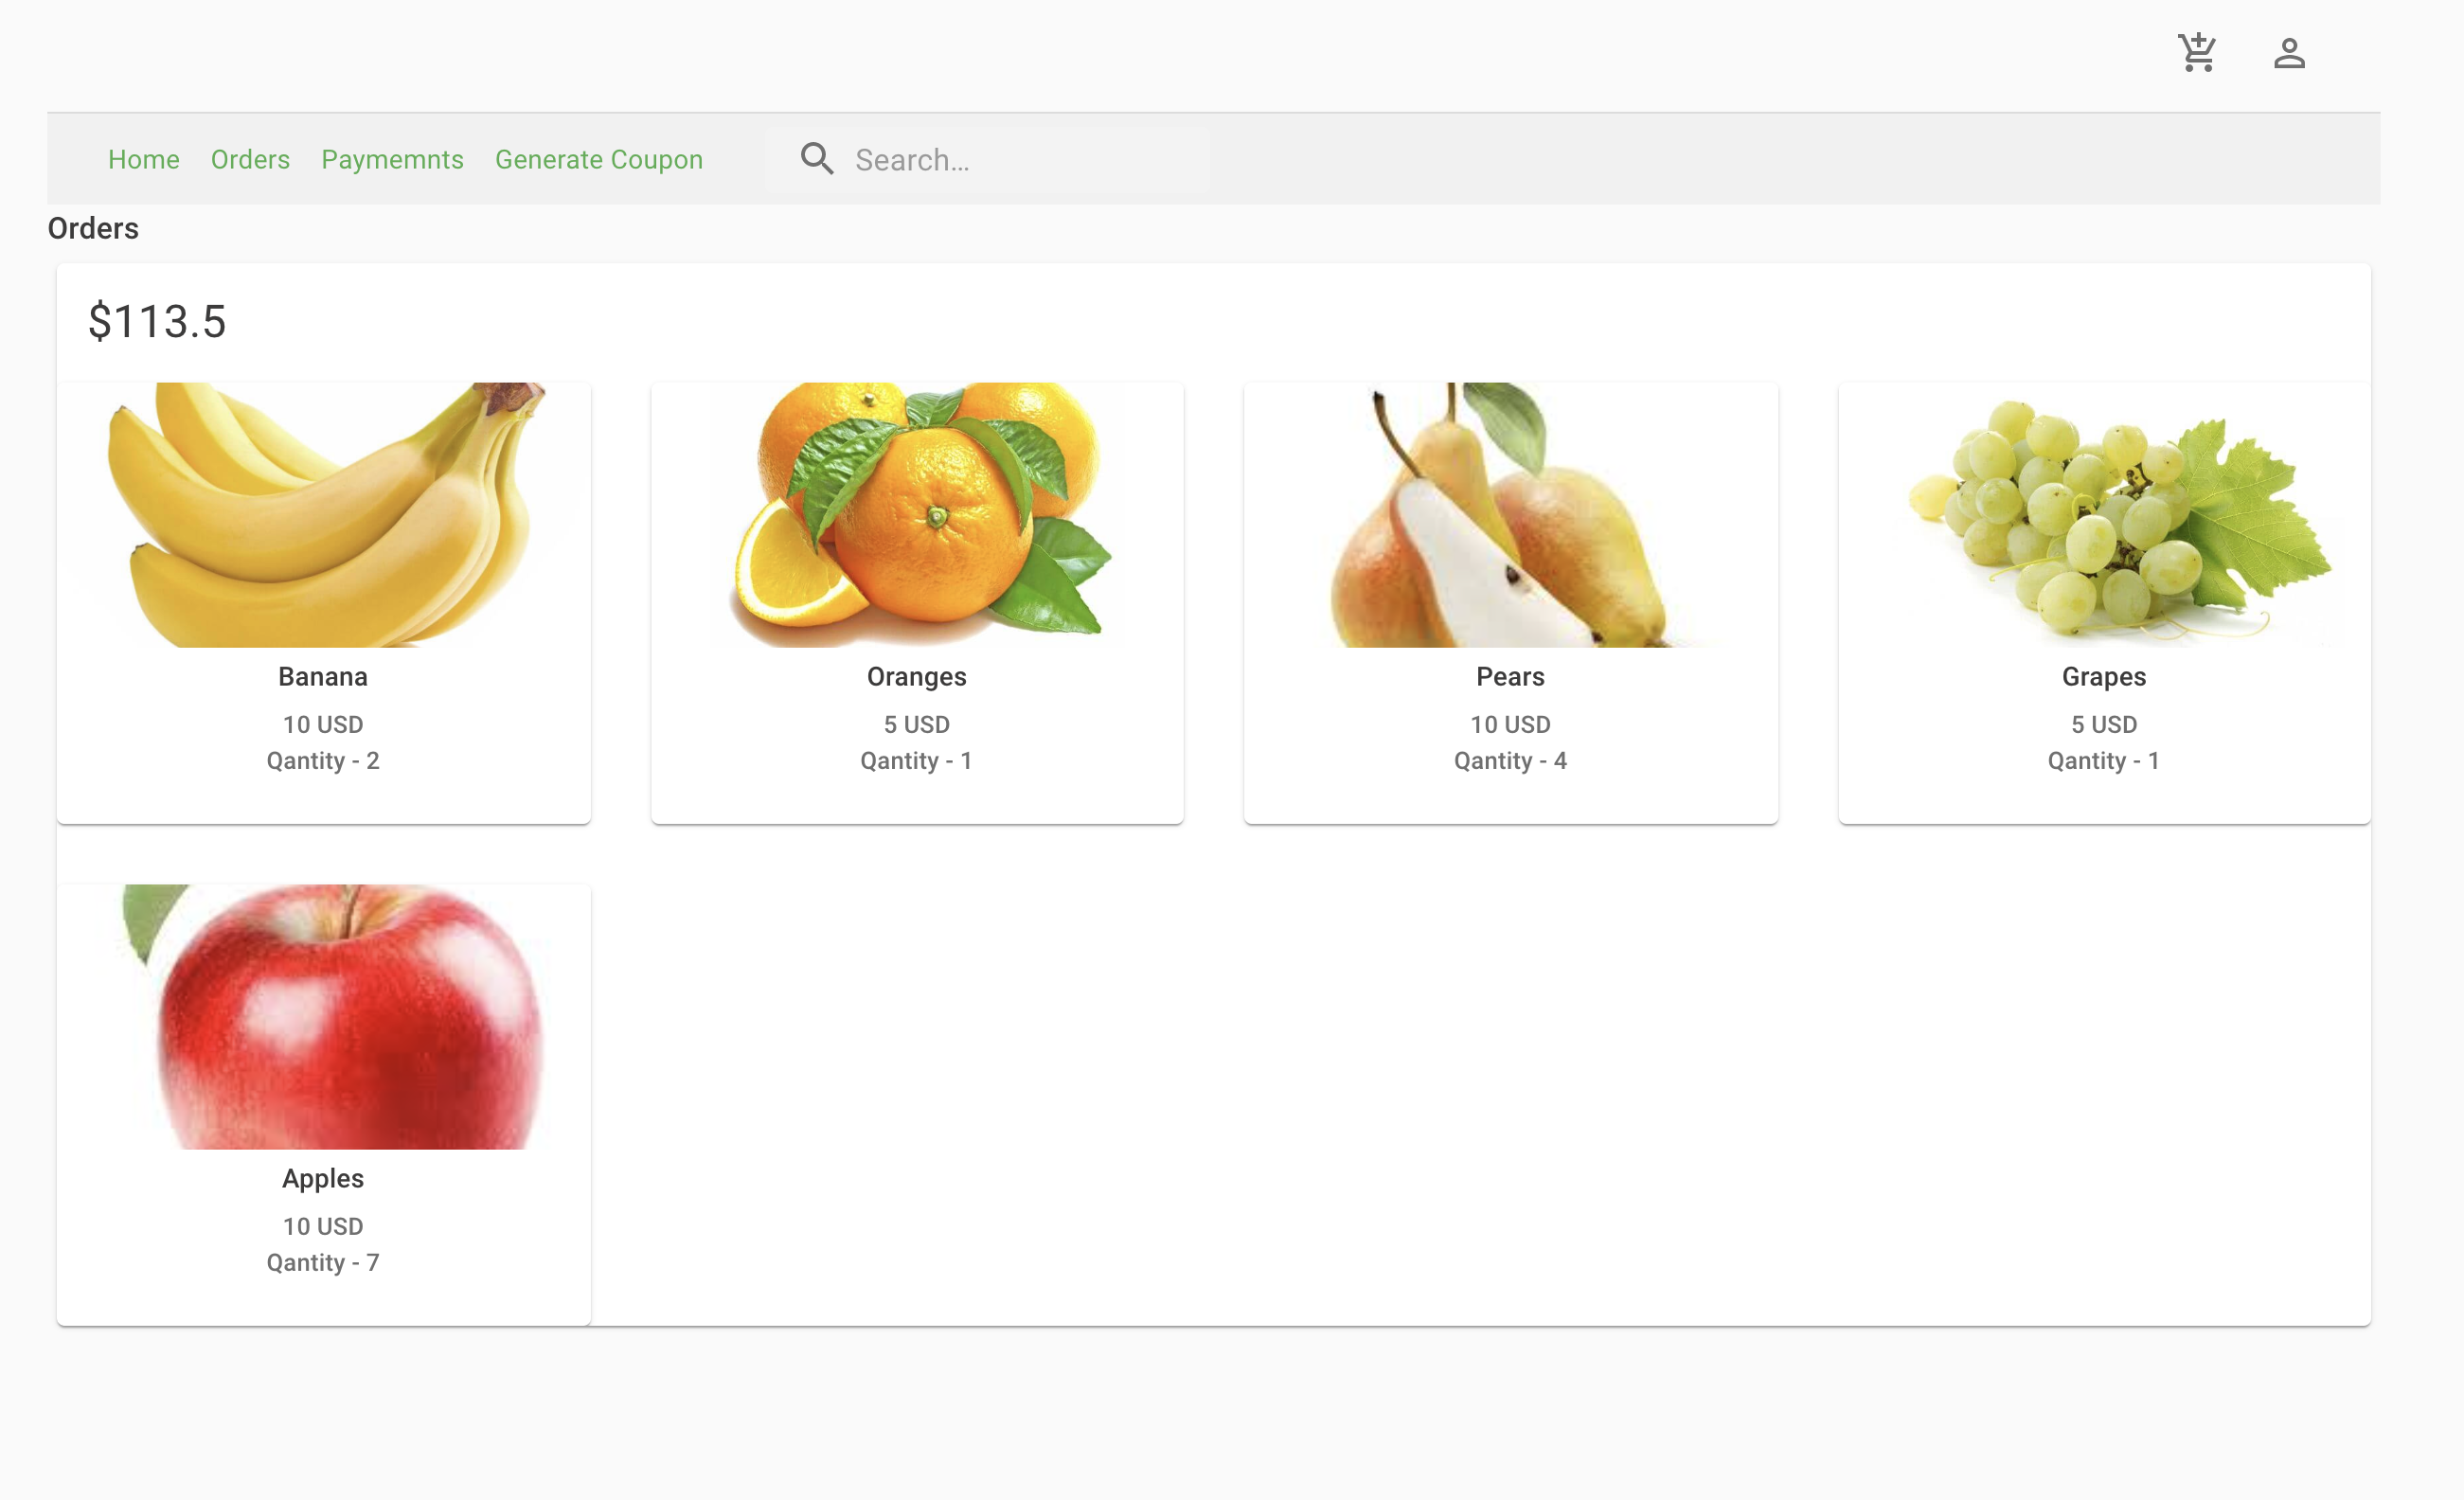 Home Orders Paymemnts Generate Coupon Search...
Orders
$113.5
Banana
10 USD
Qantity - 2
Oranges
5 USD
Qantity - 1
Pears
10 USD
Qantity - 4
Grapes
5 USD
Qantity - 1
Apples
10 USD
Qantity - 7